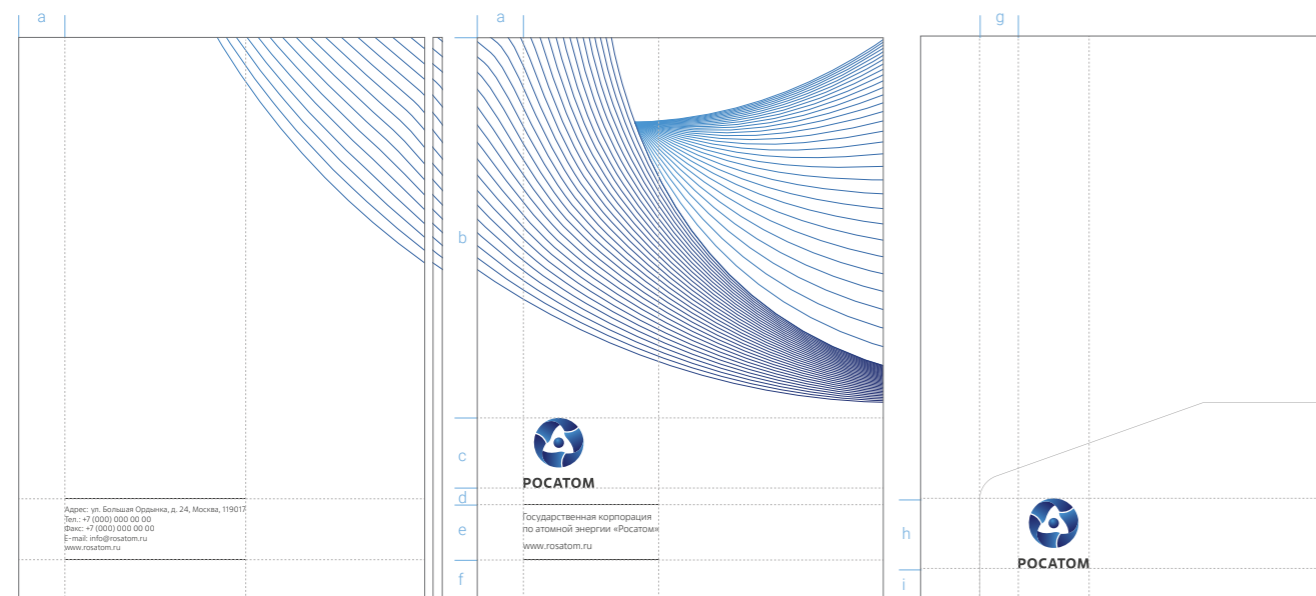 a
a
g
b
c
РОСАТОМ
d
Адрес: ул. Большая Ордынка, д. 24, Москва, 119017
Тел.: +7 (000) 000 00 00
Факс: +7 (000) 000 00 00
E-mail: info@rosatom.ru
www.rosatom.ru
e
Государственная корпорация
по атомной энергии «Росатом»
www.rosatom.ru
f
h
РОСАТОМ
i